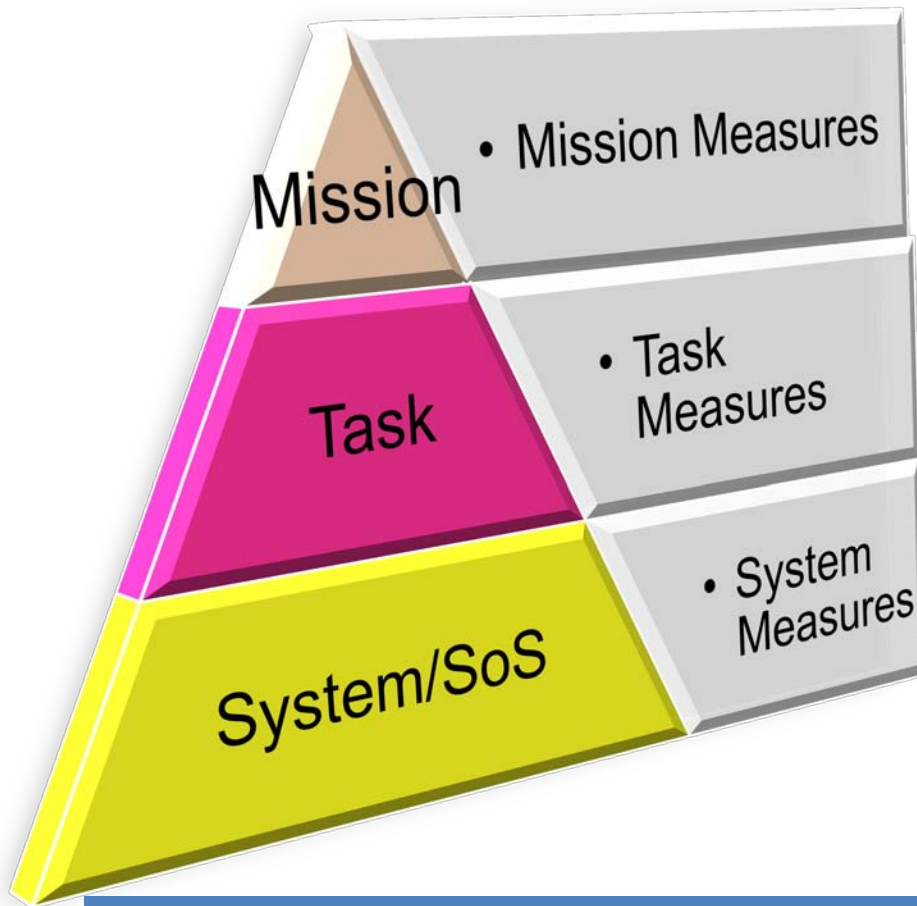 Mission
• Mission Measures
Task
• Task
Measures
System/SoS
• System
Measures